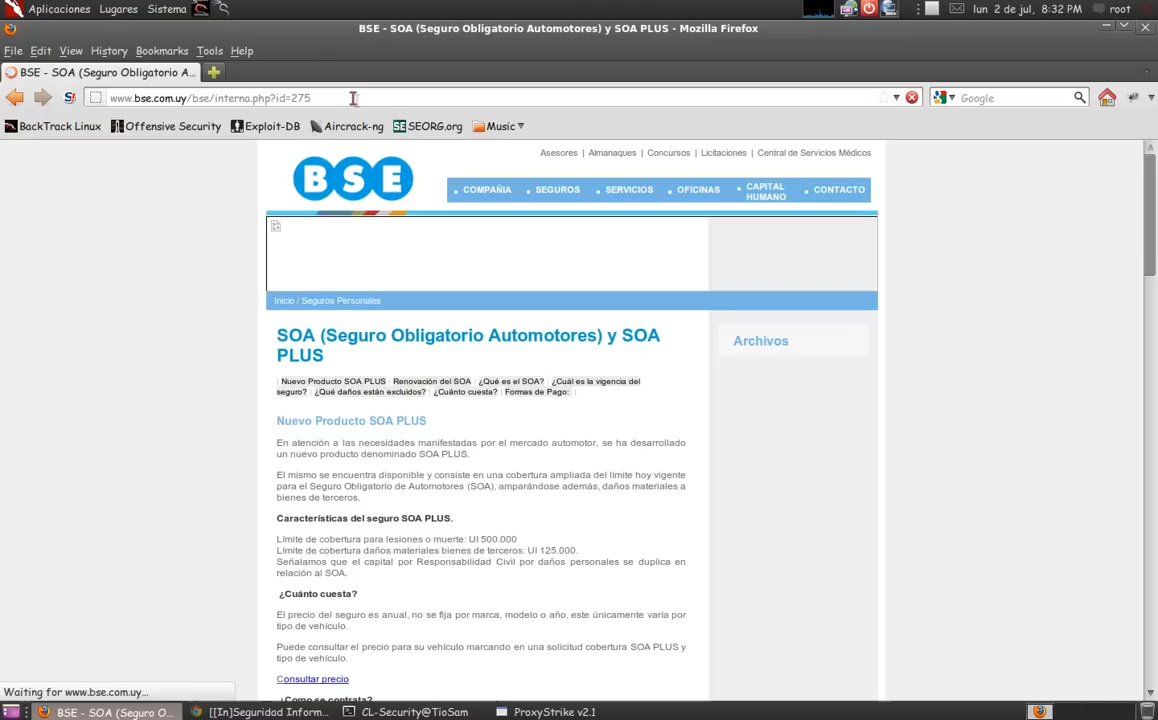 Aplicaciones Lugares Sistema lun 2 de jul, 8:32 PM root
BSE - SOA (Seguro Obligatorio Automotores) y SOA PLUS - Mozilla Firefox
File Edit View History Bookmarks Tools Help
BSE - SOA (Seguro Obligatorio A...
www.bse.com.uy/bse/interna.php?id=275 Google
BackTrack Linux Offensive Security Exploit-DB Aircrack-ng SEORG.org Music
Asesores | Almanaques | Concursos | Licitaciones | Central de Servicios Médicos
BSE
COMPAÑIA SEGUROS SERVICIOS OFICINAS CAPITAL HUMANO CONTACTO
Inicio / Seguros Personales
SOA (Seguro Obligatorio Automotores) y SOA
PLUS
Archivos
| Nuevo Producto SOA PLUS | Renovación del SOA | ¿Qué es el SOA? | ¿Cuál es la vigencia del
seguro? | ¿Qué daños están excluidos? | ¿Cuánto cuesta? | Formas de Pago: |
Nuevo Producto SOA PLUS
En atención a las necesidades manifestadas por el mercado automotor, se ha desarrollado
un nuevo producto denominado SOA PLUS.
El mismo se encuentra disponible y consiste en una cobertura ampliada del límite hoy vigente
para el Seguro Obligatorio de Automotores (SOA), amparándose además, daños materiales a
bienes de terceros.
Características del seguro SOA PLUS.
Límite de cobertura para lesiones o muerte: UI 500.000
Límite de cobertura daños materiales bienes de terceros: UI 125.000.
Señalamos que el capital por Responsabilidad Civil por daños personales se duplica en
relación al SOA.
¿Cuánto cuesta?
El precio del seguro es anual, no se fija por marca, modelo o año, este únicamente varía por
tipo de vehículo.
Puede consultar el precio para su vehículo marcando en una solicitud cobertura SOA PLUS y
tipo de vehículo.
Consultar precio
¿Como se contrata?
Waiting for www.bse.com.uy...
BSE - SOA (Seguro O... [[In]Seguridad Inform... CL-Security@TioSam ProxyStrike v2.1